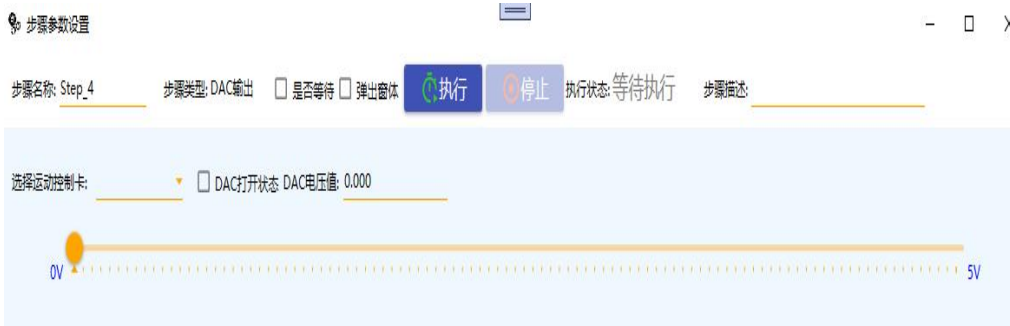 步骤参数设置
步骤名称: Step_4 步骤类型: DAC输出 是否等待 弹出窗体 执行 停止 执行状态: 等待执行 步骤描述:
选择运动控制卡: DAC打开状态 DAC电压值: 0.000
0V 5V